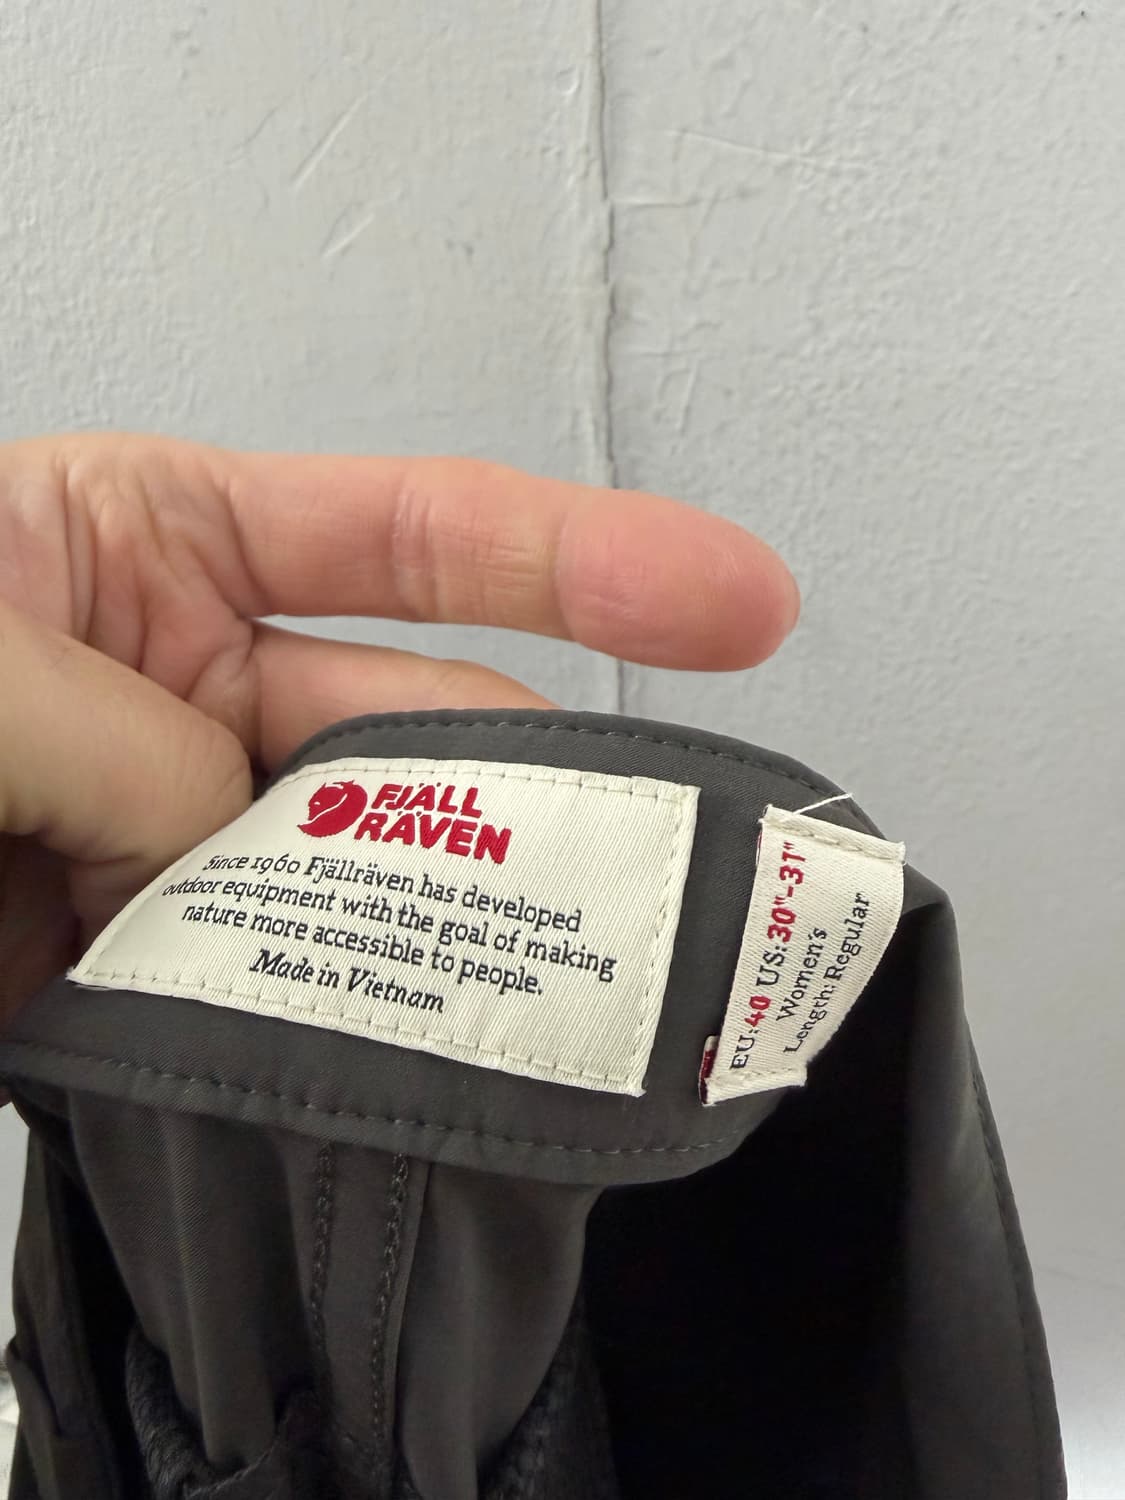 FJÄLL
RÄVEN
Since 1960 Fjällräven has developed
outdoor equipment with the goal of making
nature more accessible to people.
Made in Vietnam
EU:40 US:30"-31"
Women's
Length: Regular